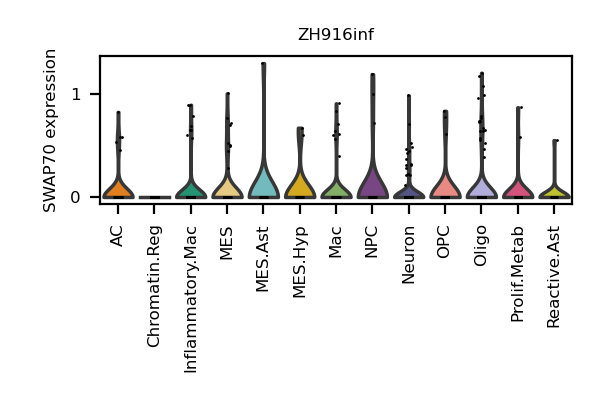 ZH916inf
SWAP70 expression
1
0
AC
Chromatin.Reg
Inflammatory.Mac
MES
MES.Ast
MES.Hyp
Mac
NPC
Neuron
OPC
Oligo
Prolif.Metab
Reactive.Ast